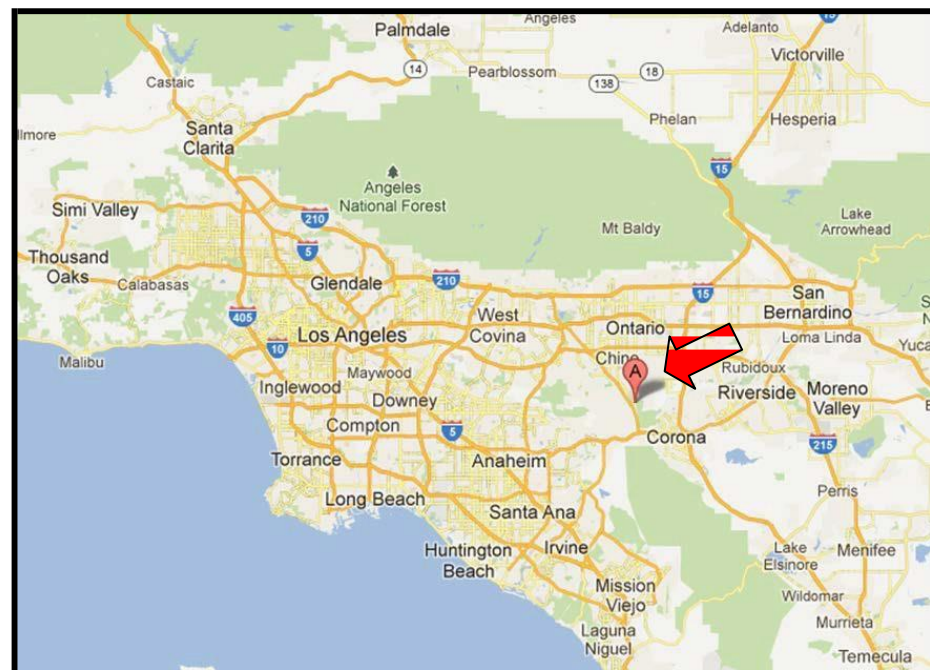 Angeles
Palmdale
Adelanto
15
Victorville
14
Pearblossom
138
18
Castaic
Phelan
Hesperia
llmore
Santa
Clarita
15
Angeles
National Forest
Simi Valley
210
Mt Baldy
Lake
Arrowhead
5
Thousand
Oaks
Calabasas
Glendale
210
15
San
Bernardino
405
West
Covina
Ontario
Los Angeles
Loma Linda
Yuca
10
Malibu
Chino
Maywood
Rubidoux
A
Inglewood
Downey
Riverside
Moreno
Valley
Compton
5
Corona
215
Torrance
Anaheim
Long Beach
Perris
Santa Ana
Huntington
Beach
Irvine
Lake
Elsinore
Menifee
Mission
Viejo
Wildomar
Murrieta
Laguna
Niguel
Temecula